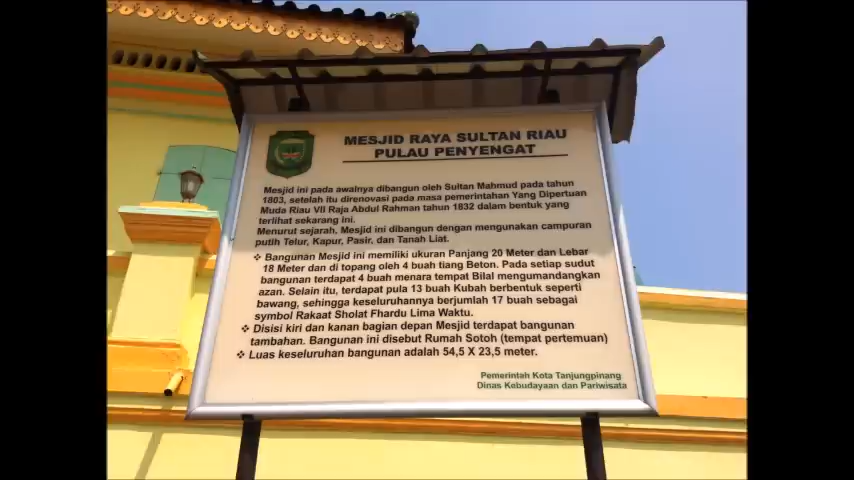 MESJID RAYA SULTAN RIAU
PULAU PENYENGAT
Mesjid ini pada awalnya dibangun oleh Sultan Mahmud pada tahun
1803, setelah itu direnovasi pada masa pemerintahan Yang Dipertuan
Muda Riau VII Raja Abdul Rahman tahun 1832 dalam bentuk yang
terlihat sekarang ini.
Menurut sejarah, Mesjid ini dibangun dengan mengunakan campuran
putih Telur, Kapur, Pasir, dan Tanah Liat.
❖ Bangunan Mesjid ini memiliki ukuran Panjang 20 Meter dan Lebar
18 Meter dan di topang oleh 4 buah tiang Beton. Pada setiap sudut
bangunan terdapat 4 buah menara tempat Bilal mengumandangkan
azan. Selain itu, terdapat pula 13 buah Kubah berbentuk seperti
bawang, sehingga keseluruhannya berjumlah 17 buah sebagai
symbol Rakaat Sholat Fhardu Lima Waktu.
❖ Disisi kiri dan kanan bagian depan Mesjid terdapat bangunan
tambahan. Bangunan ini disebut Rumah Sotoh (tempat pertemuan)
❖ Luas keseluruhan bangunan adalah 54,5 X 23,5 meter.
Pemerintah Kota Tanjungpinang
Dinas Kebudayaan dan Pariwisata